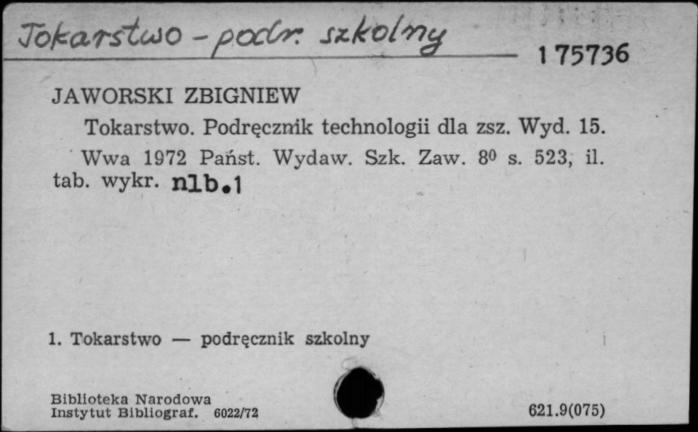 Tokarstwo - podr. szkolny
175736
JAWORSKI ZBIGNIEW
Tokarstwo. Podręcznik technologii dla zsz. Wyd. 15.
Wwa 1972 Państ. Wydaw. Szk. Zaw. 8⁰ s. 523, il.
tab. wykr. nlb.1
1. Tokarstwo — podręcznik szkolny
Biblioteka Narodowa
Instytut Bibliograf. 6022/72
621.9(075)